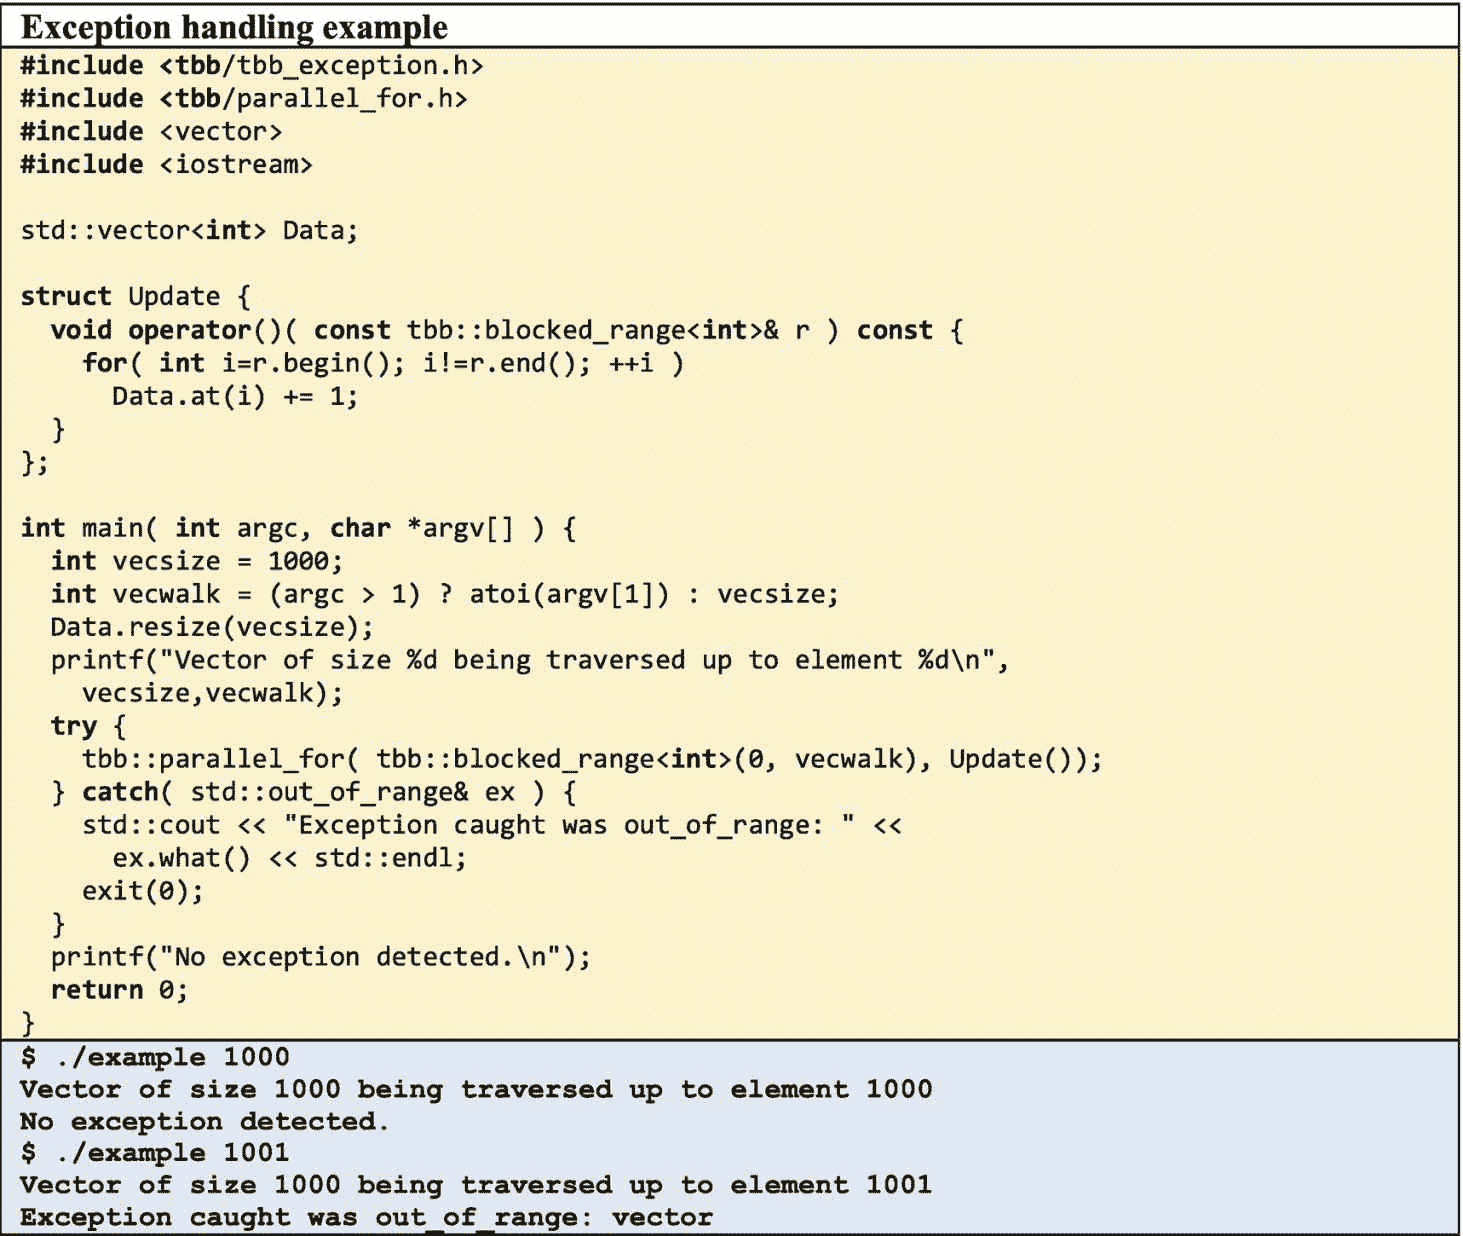 Exception handling example
#include <tbb/tbb_exception.h>
#include <tbb/parallel_for.h>
#include <vector>
#include <iostream>
std::vector<int> Data;
struct Update {
  void operator()( const tbb::blocked_range<int>& r ) const {
    for( int i=r.begin(); i!=r.end(); ++i )
      Data.at(i) += 1;
  }
};
int main( int argc, char *argv[] ) {
  int vecsize = 1000;
  int vecwalk = (argc > 1) ? atoi(argv[1]) : vecsize;
  Data.resize(vecsize);
  printf("Vector of size %d being traversed up to element %d\n",
    vecsize,vecwalk);
  try {
    tbb::parallel_for( tbb::blocked_range<int>(0, vecwalk), Update());
  } catch( std::out_of_range& ex ) {
    std::cout << "Exception caught was out_of_range: " <<
      ex.what() << std::endl;
    exit(0);
  }
  printf("No exception detected.\n");
  return 0;
}
$ ./example 1000
Vector of size 1000 being traversed up to element 1000
No exception detected.
$ ./example 1001
Vector of size 1000 being traversed up to element 1001
Exception caught was out_of_range: vector